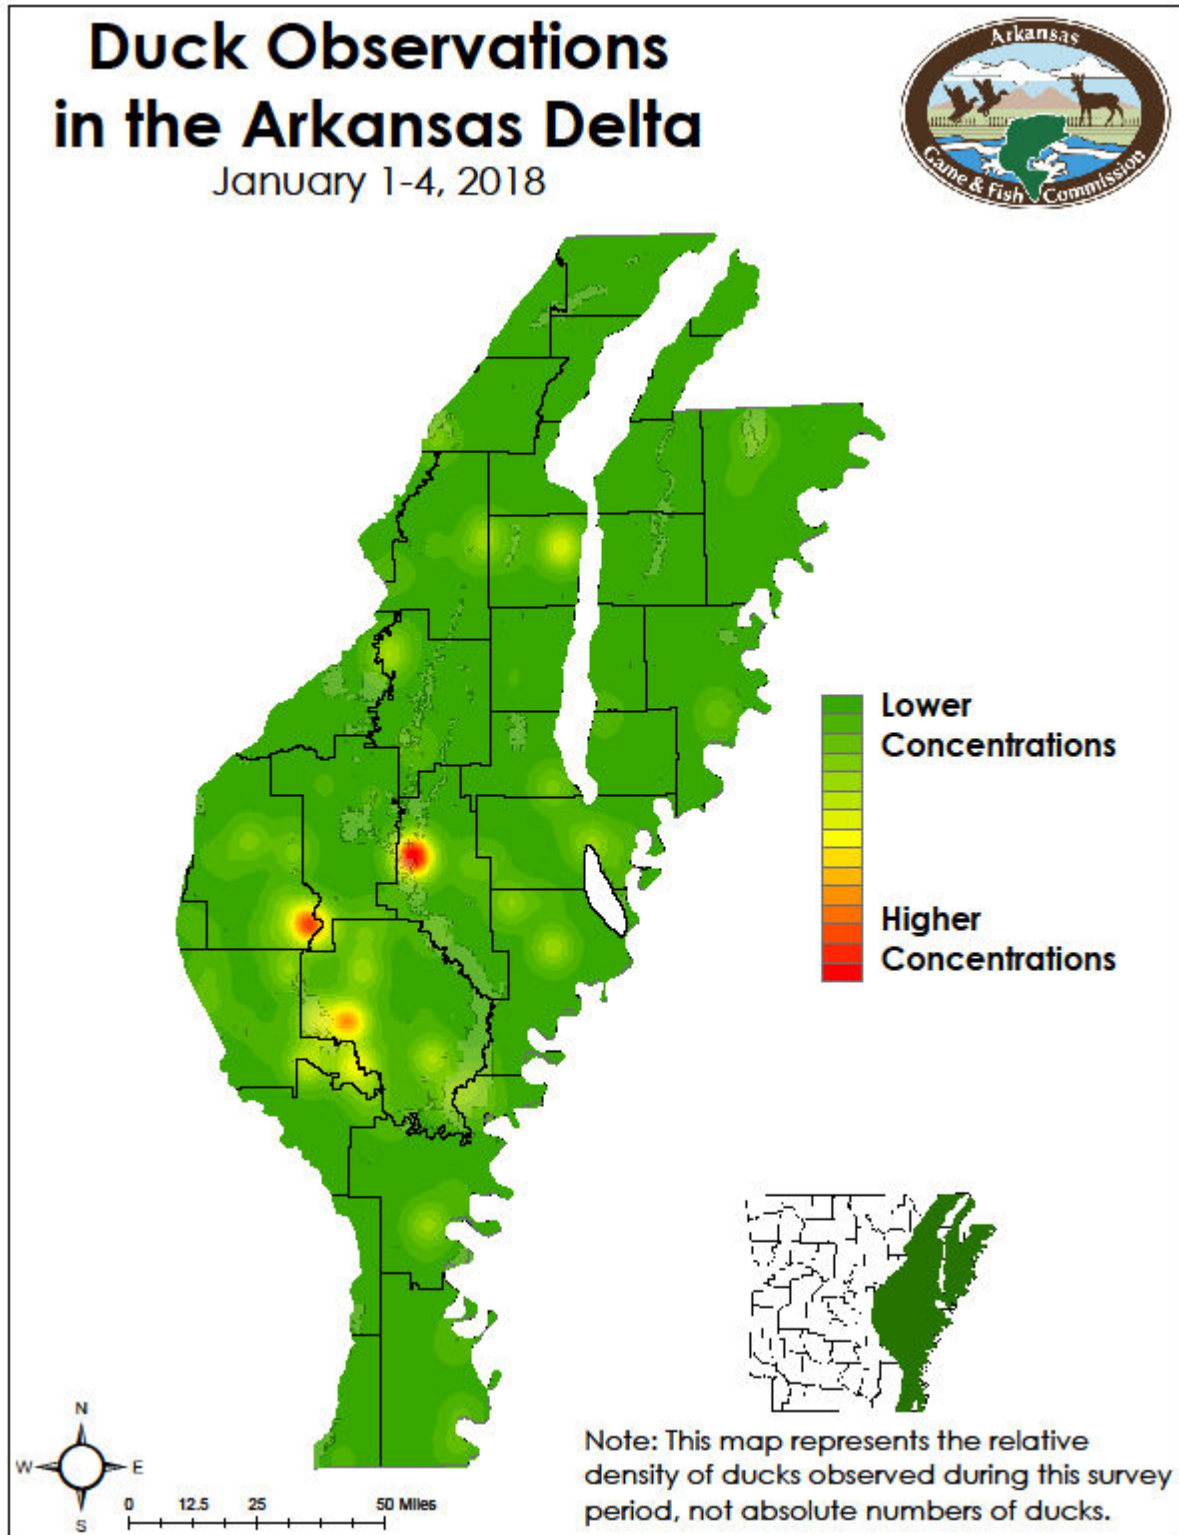 Duck Observations
in the Arkansas Delta
January 1-4, 2018
Arkansas
Game & Fish Commission
Lower
Concentrations
Higher
Concentrations
N
W E
S
0 12.5 25 50 Miles
Note: This map represents the relative
density of ducks observed during this survey
period, not absolute numbers of ducks.